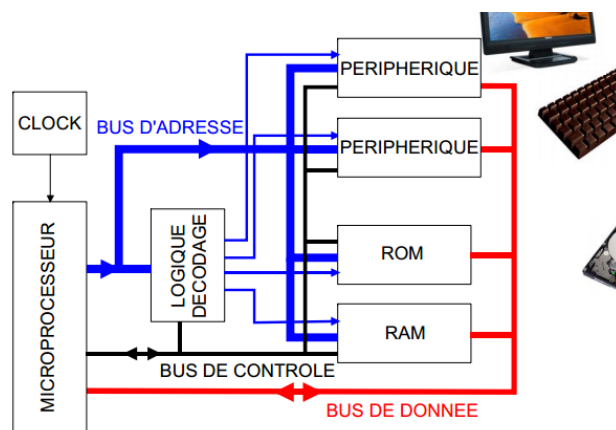 PERIPHERIQUE
CLOCK
BUS D'ADRESSE
PERIPHERIQUE
MICROPROCESSEUR
LOGIQUE
DECODAGE
ROM
RAM
BUS DE CONTROLE
BUS DE DONNEE